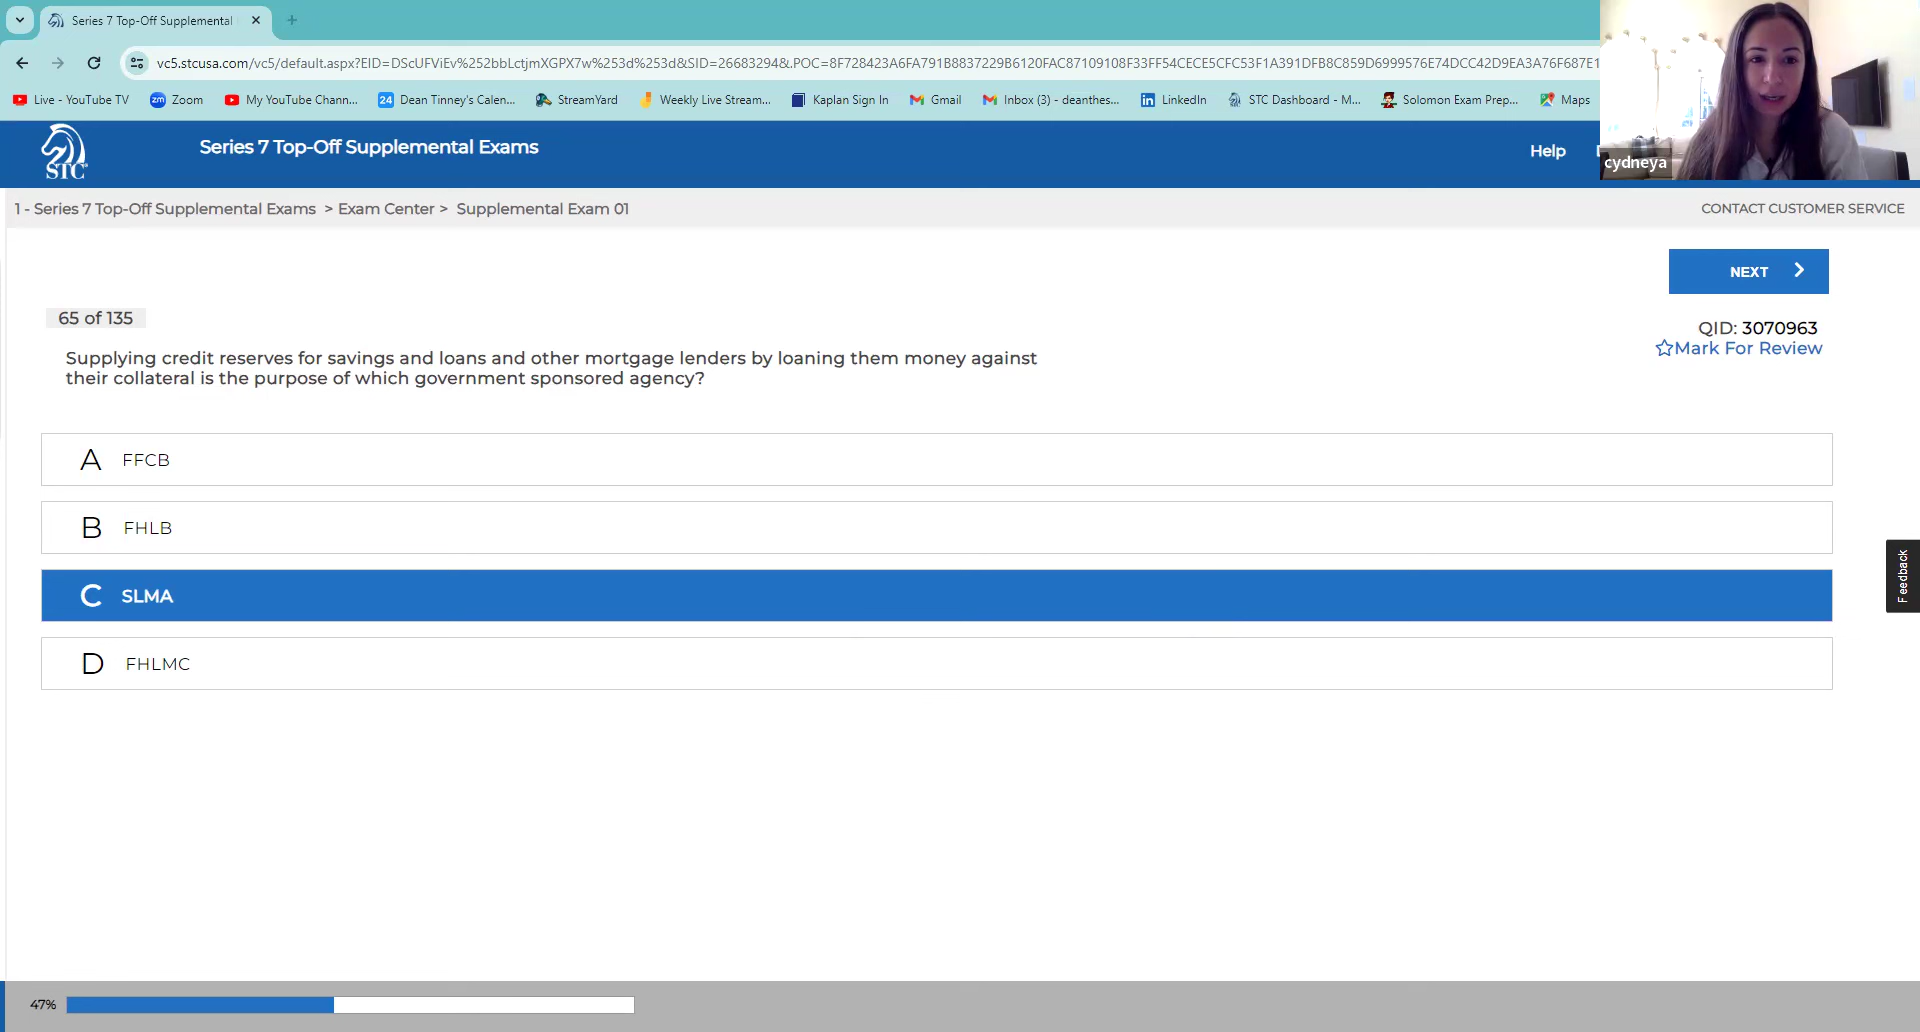 Series 7 Top-Off Supplemental
vc5.stcusa.com/vc5/default.aspx?EID=DScUFViEv%252bbLctjmXGPX7w%253d%253d&SID=26683294&.POC=8F728423A6FA791B8837229B6120FAC87109108F33FF54CECE5CFC53F1A391DFB8C859D6999576E74DCC42D9EA3A76F687E1
Live - YouTube TV
zm Zoom
My YouTube Chann...
24 Dean Tinney's Calen...
StreamYard
Weekly Live Stream...
Kaplan Sign In
Gmail
Inbox (3) - deanthes...
LinkedIn
STC Dashboard - M...
Solomon Exam Prep...
Maps
cydneya
STC
Series 7 Top-Off Supplemental Exams
Help
1 - Series 7 Top-Off Supplemental Exams > Exam Center > Supplemental Exam 01
CONTACT CUSTOMER SERVICE
NEXT
65 of 135
QID: 3070963
Mark For Review
Supplying credit reserves for savings and loans and other mortgage lenders by loaning them money against
their collateral is the purpose of which government sponsored agency?
A FFCB
B FHLB
C SLMA
D FHLMC
Feedback
47%